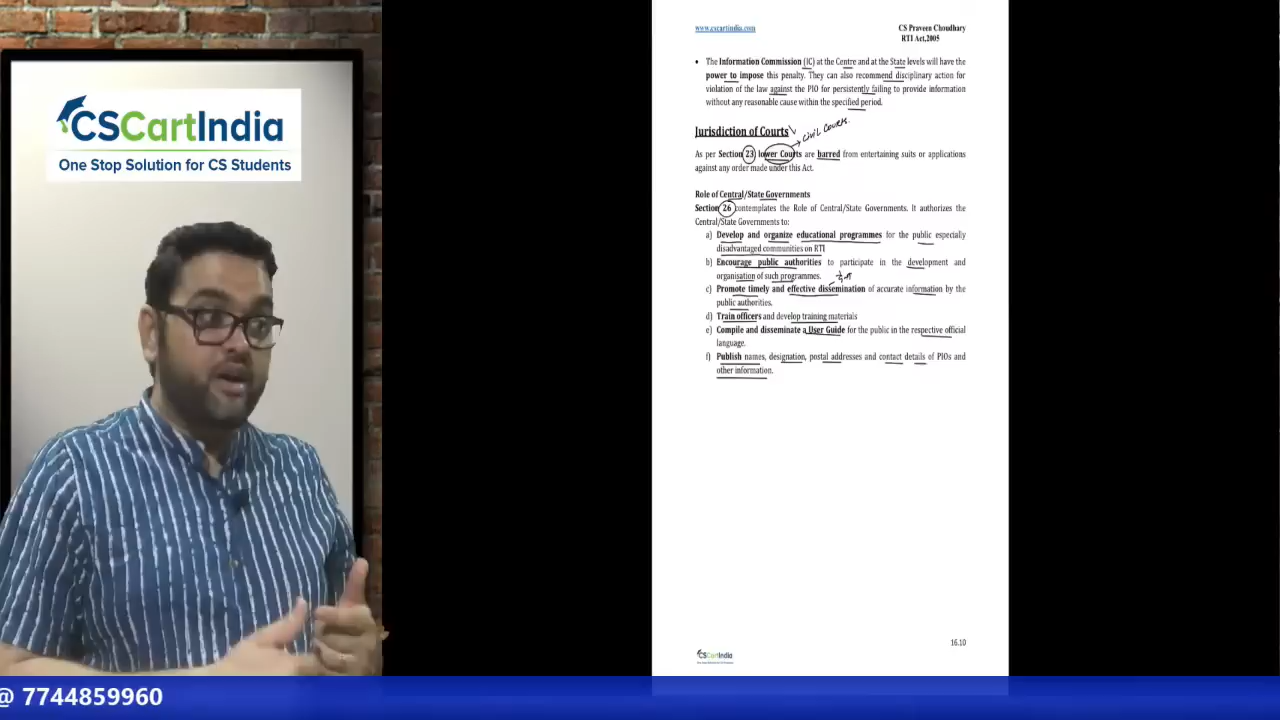 CSCartIndia
One Stop Solution for CS Students
www.cscartindia.com
CS Praveen Choudhary
RTI Act,2005
• The Information Commission (IC) at the Centre and at the State levels will have the
power to impose this penalty. They can also recommend disciplinary action for
violation of the law against the PIO for persistently failing to provide information
without any reasonable cause within the specified period.
Jurisdiction of Courts
civil courts
As per Section 23 lower Courts are barred from entertaining suits or applications
against any order made under this Act.
Role of Central/State Governments
Section 26 contemplates the Role of Central/State Governments. It authorizes the
Central/State Governments to:
a) Develop and organize educational programmes for the public especially
disadvantaged communities on RTI
b) Encourage public authorities to participate in the development and
organisation of such programmes.
c) Promote timely and effective dissemination of accurate information by the
public authorities.
d) Train officers and develop training materials
e) Compile and disseminate a User Guide for the public in the respective official
language.
f) Publish names, designation, postal addresses and contact details of PIOs and
other information.
16.10
CSCartIndia
@ 7744859960